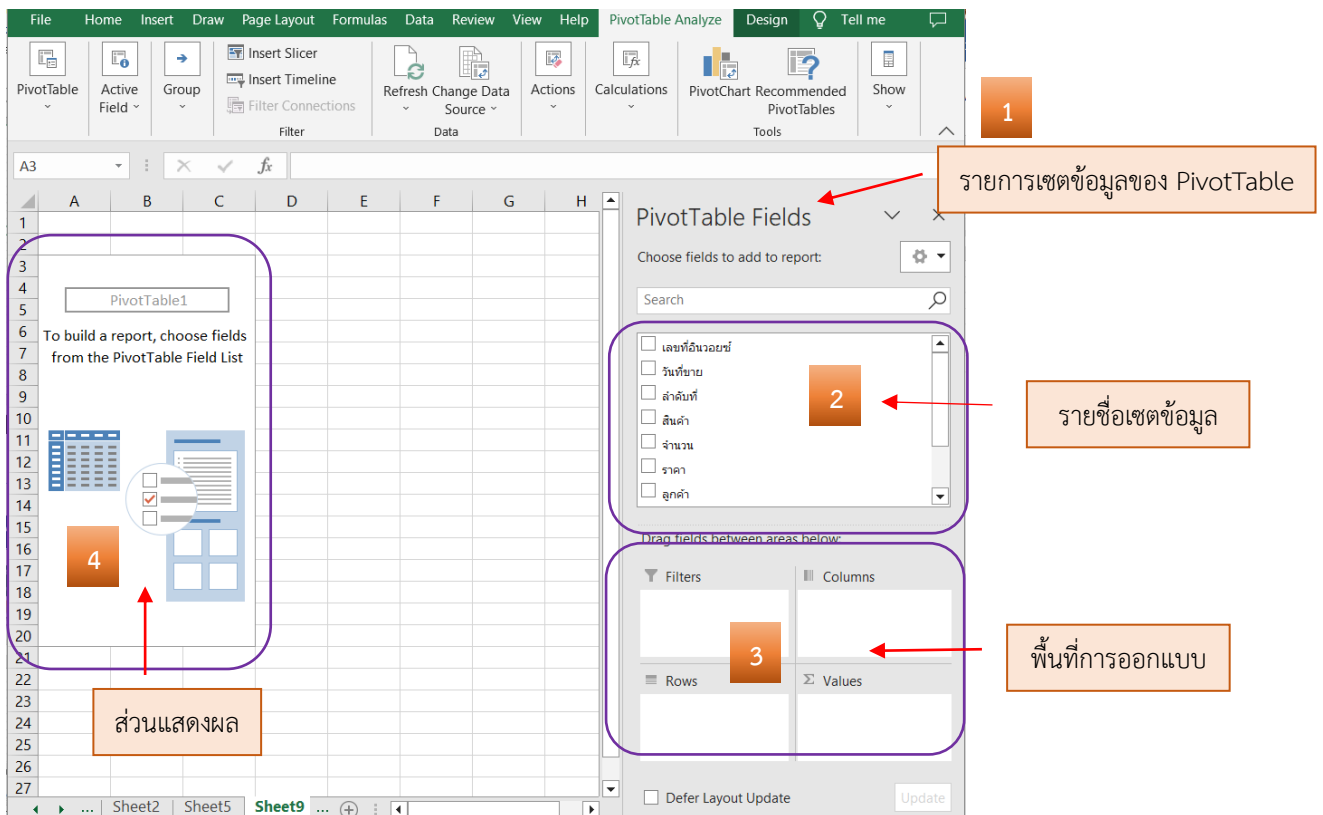 File Home Insert Draw Page Layout Formulas Data Review View Help PivotTable Analyze Design Tell me
Insert Slicer
Insert Timeline
Filter Connections
PivotTable Active Field Group Refresh Change Data Source Actions Calculations PivotChart Recommended PivotTables Show
Filter Data Tools
1
รายการเซตข้อมูลของ PivotTable
A3 fx
A B C D E F G H
1
2
3
4
5
6
7
8
9
10
11
12
13
14
15
16
17
18
19
20
21
22
23
24
25
26
27
PivotTable1
To build a report, choose fields
from the PivotTable Field List
4
ส่วนแสดงผล
PivotTable Fields
Choose fields to add to report:
Search
เลขที่อินวอยซ์
วันที่ขาย
ลำดับที่
สินค้า
จำนวน
ราคา
ลูกค้า
2
รายชื่อเซตข้อมูล
Drag fields between areas below:
Filters Columns
3
พื้นที่การออกแบบ
Rows Σ Values
Defer Layout Update Update
... Sheet2 Sheet5 Sheet9 ...